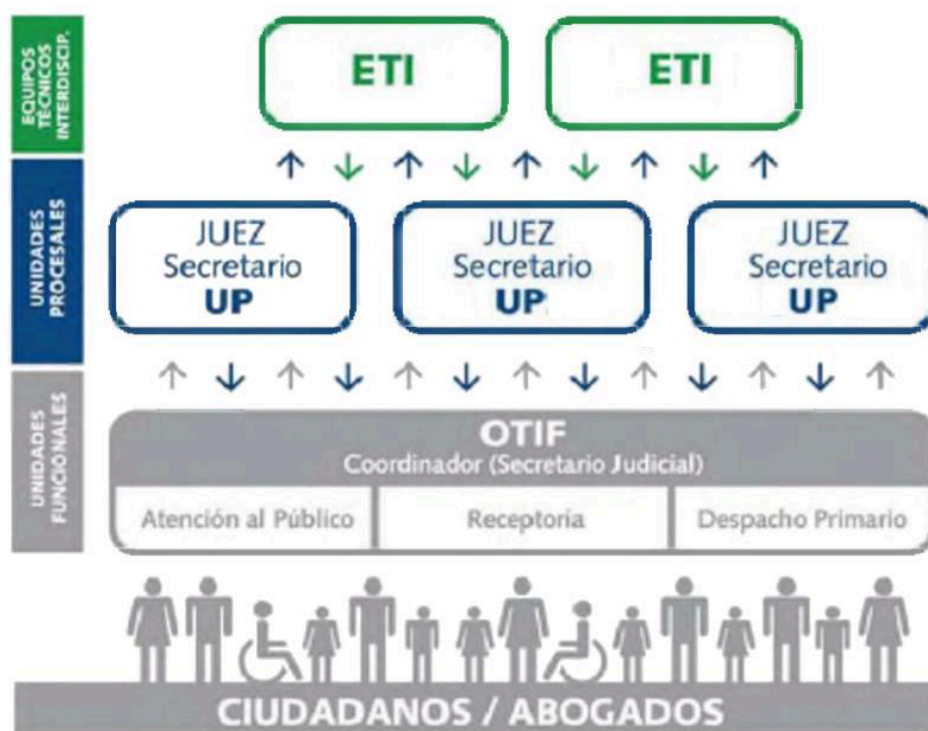 EQUIPOS
TÉCNICOS
INTERDISCIP.
ETI
ETI
UNIDADES
PROCESALES
JUEZ
Secretario
UP
JUEZ
Secretario
UP
JUEZ
Secretario
UP
UNIDADES
FUNCIONALES
OTIF
Coordinador (Secretario Judicial)
Atención al Público
Receptoría
Despacho Primario
CIUDADANOS / ABOGADOS